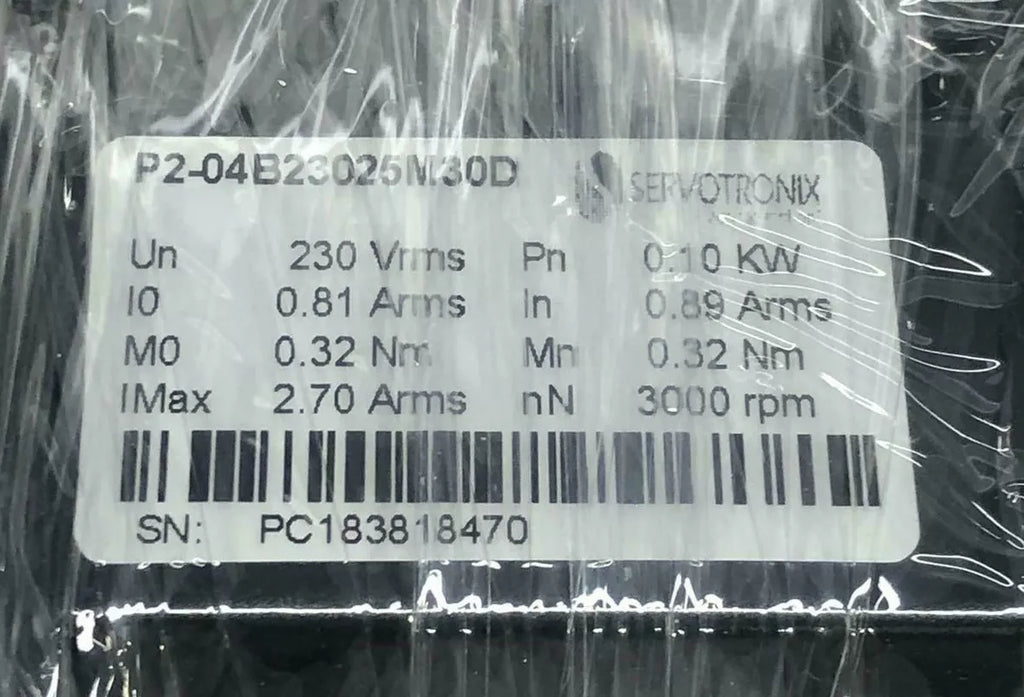 P2-04B23025M30D
SERVOTRONIX
Un 230 Vrms Pn 0.10 KW
I0 0.81 Arms In 0.89 Arms
M0 0.32 Nm Mn 0.32 Nm
IMax 2.70 Arms nN 3000 rpm
SN: PC183818470